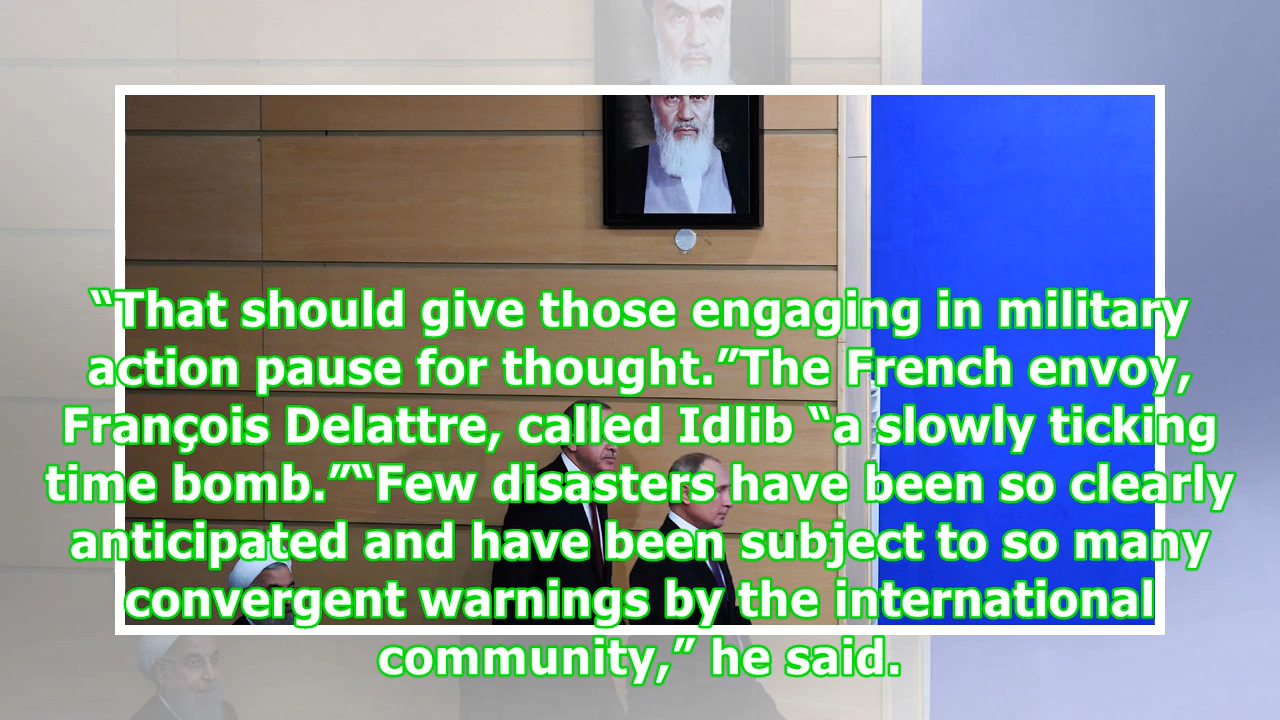 “That should give those engaging in military
action pause for thought.”The French envoy,
François Delattre, called Idlib “a slowly ticking
time bomb.”“Few disasters have been so clearly
anticipated and have been subject to so many
convergent warnings by the international
community,” he said.